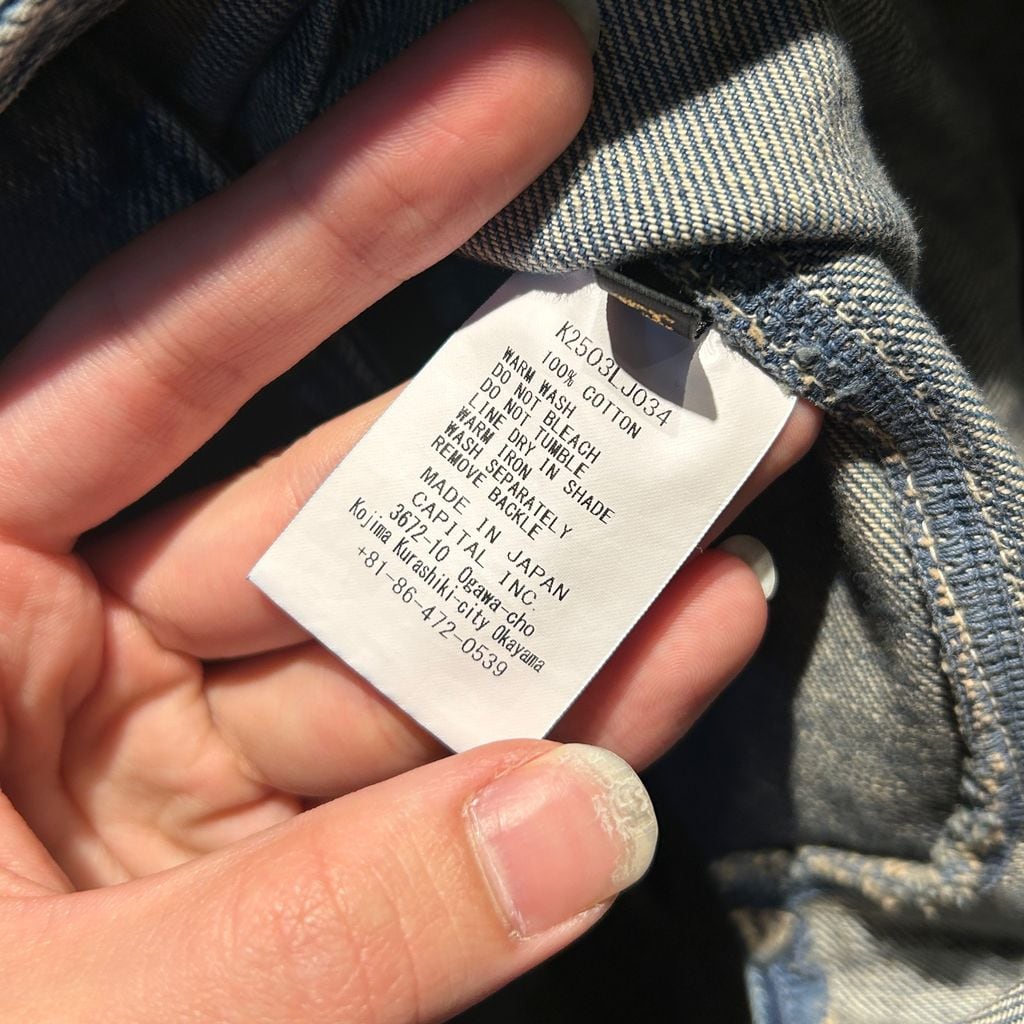 K2503LJ034
100% COTTON
WARM WASH
DO NOT BLEACH
DO NOT TUMBLE
LINE DRY IN SHADE
WARM IRON
WASH SEPARATELY
REMOVE BACKLE
MADE IN JAPAN
CAPITAL INC.
3672-10 Ogawa-cho
Kojima Kurashiki-city Okayama
+81-86-472-0539